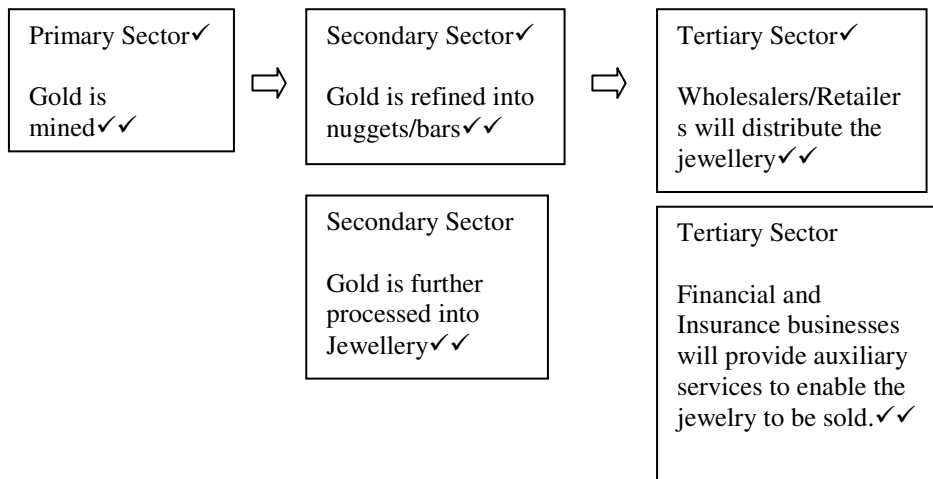 Primary Sector✓
Gold is
mined✓✓
Secondary Sector✓
Gold is refined into
nuggets/bars✓✓
Tertiary Sector✓
Wholesalers/Retailer
s will distribute the
jewellery✓✓
Secondary Sector
Gold is further
processed into
Jewellery✓✓
Tertiary Sector
Financial and
Insurance businesses
will provide auxiliary
services to enable the
jewelry to be sold.✓✓